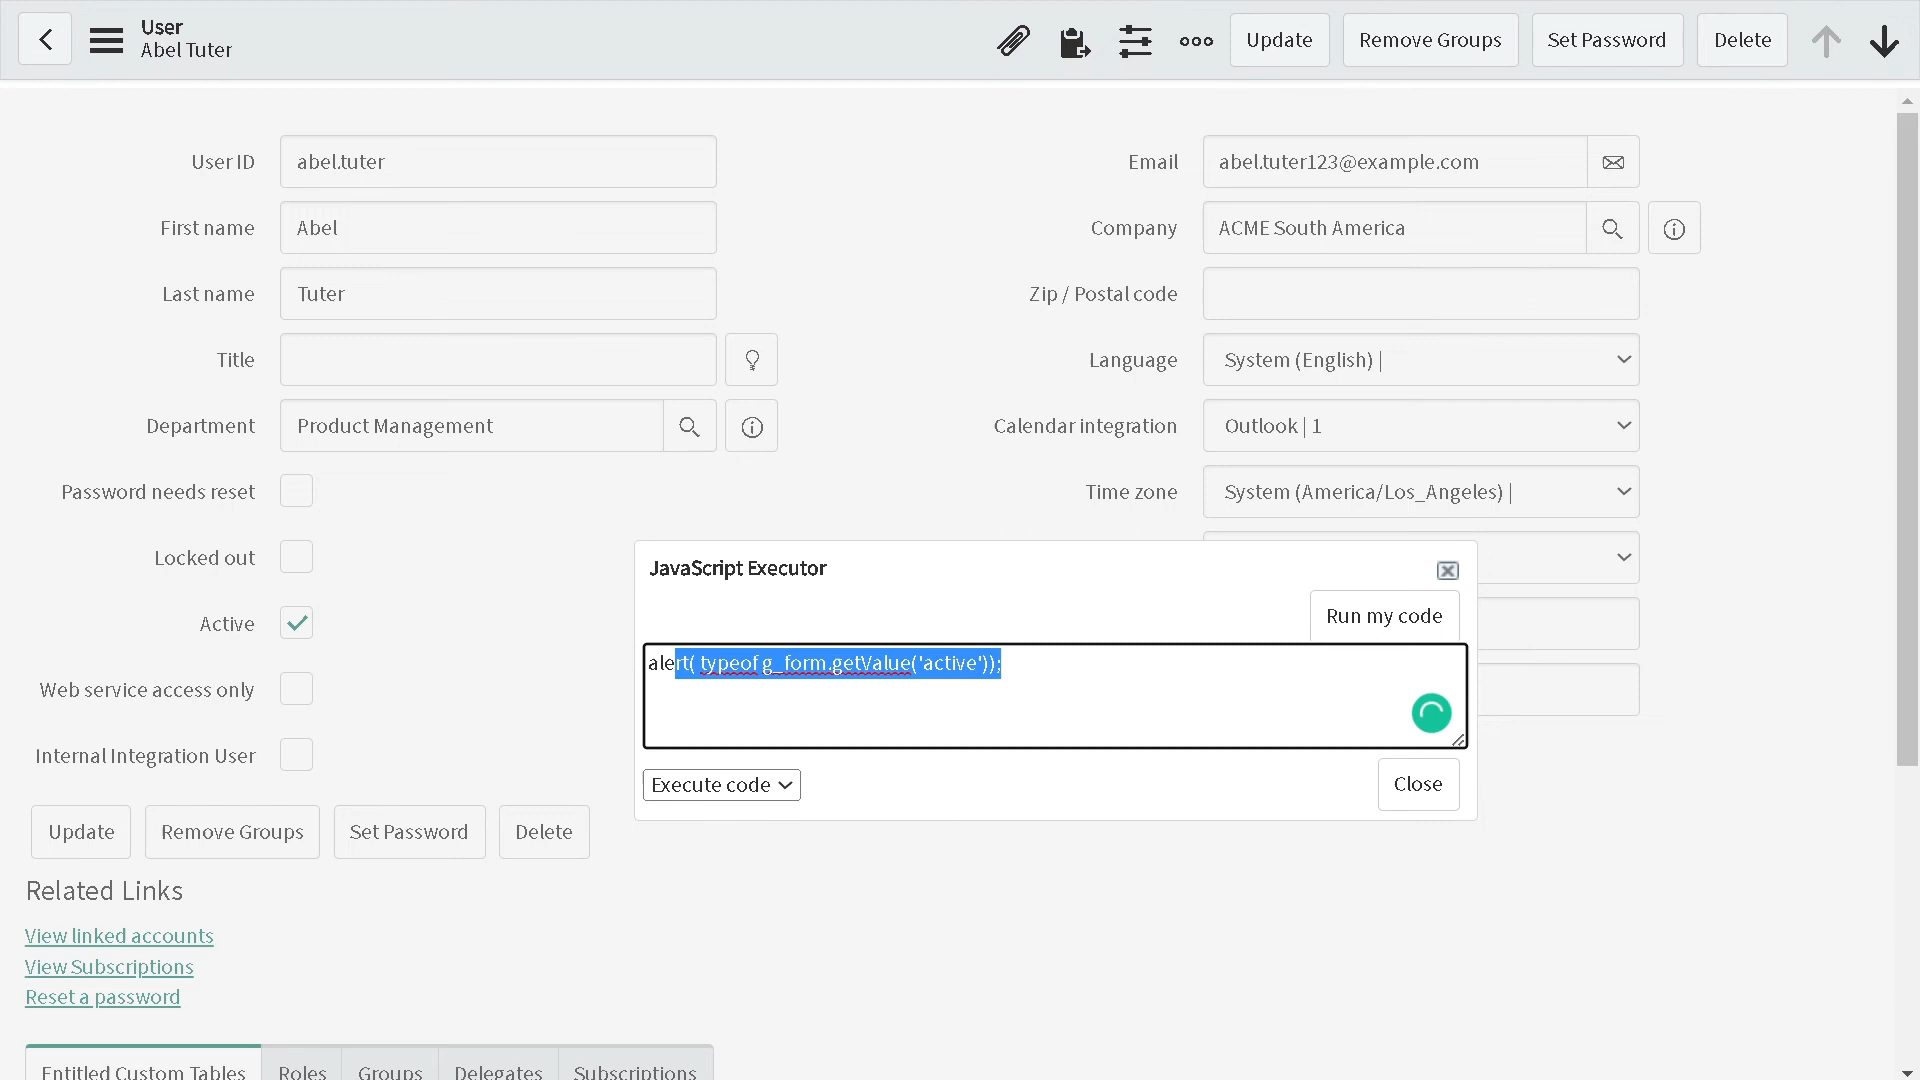 User
Abel Tuter
Update
Remove Groups
Set Password
Delete
User ID
abel.tuter
Email
abel.tuter123@example.com
First name
Abel
Company
ACME South America
Last name
Tuter
Zip / Postal code
Title
Language
System (English) |
Department
Product Management
Calendar integration
Outlook | 1
Password needs reset
Time zone
System (America/Los_Angeles) |
Locked out
JavaScript Executor
Run my code
Active
alert( typeof g_form.getValue('active'));
Web service access only
Internal Integration User
Execute code
Close
Update
Remove Groups
Set Password
Delete
Related Links
View linked accounts
View Subscriptions
Reset a password
Entitled Custom Tables
Roles
Groups
Delegates
Subscriptions